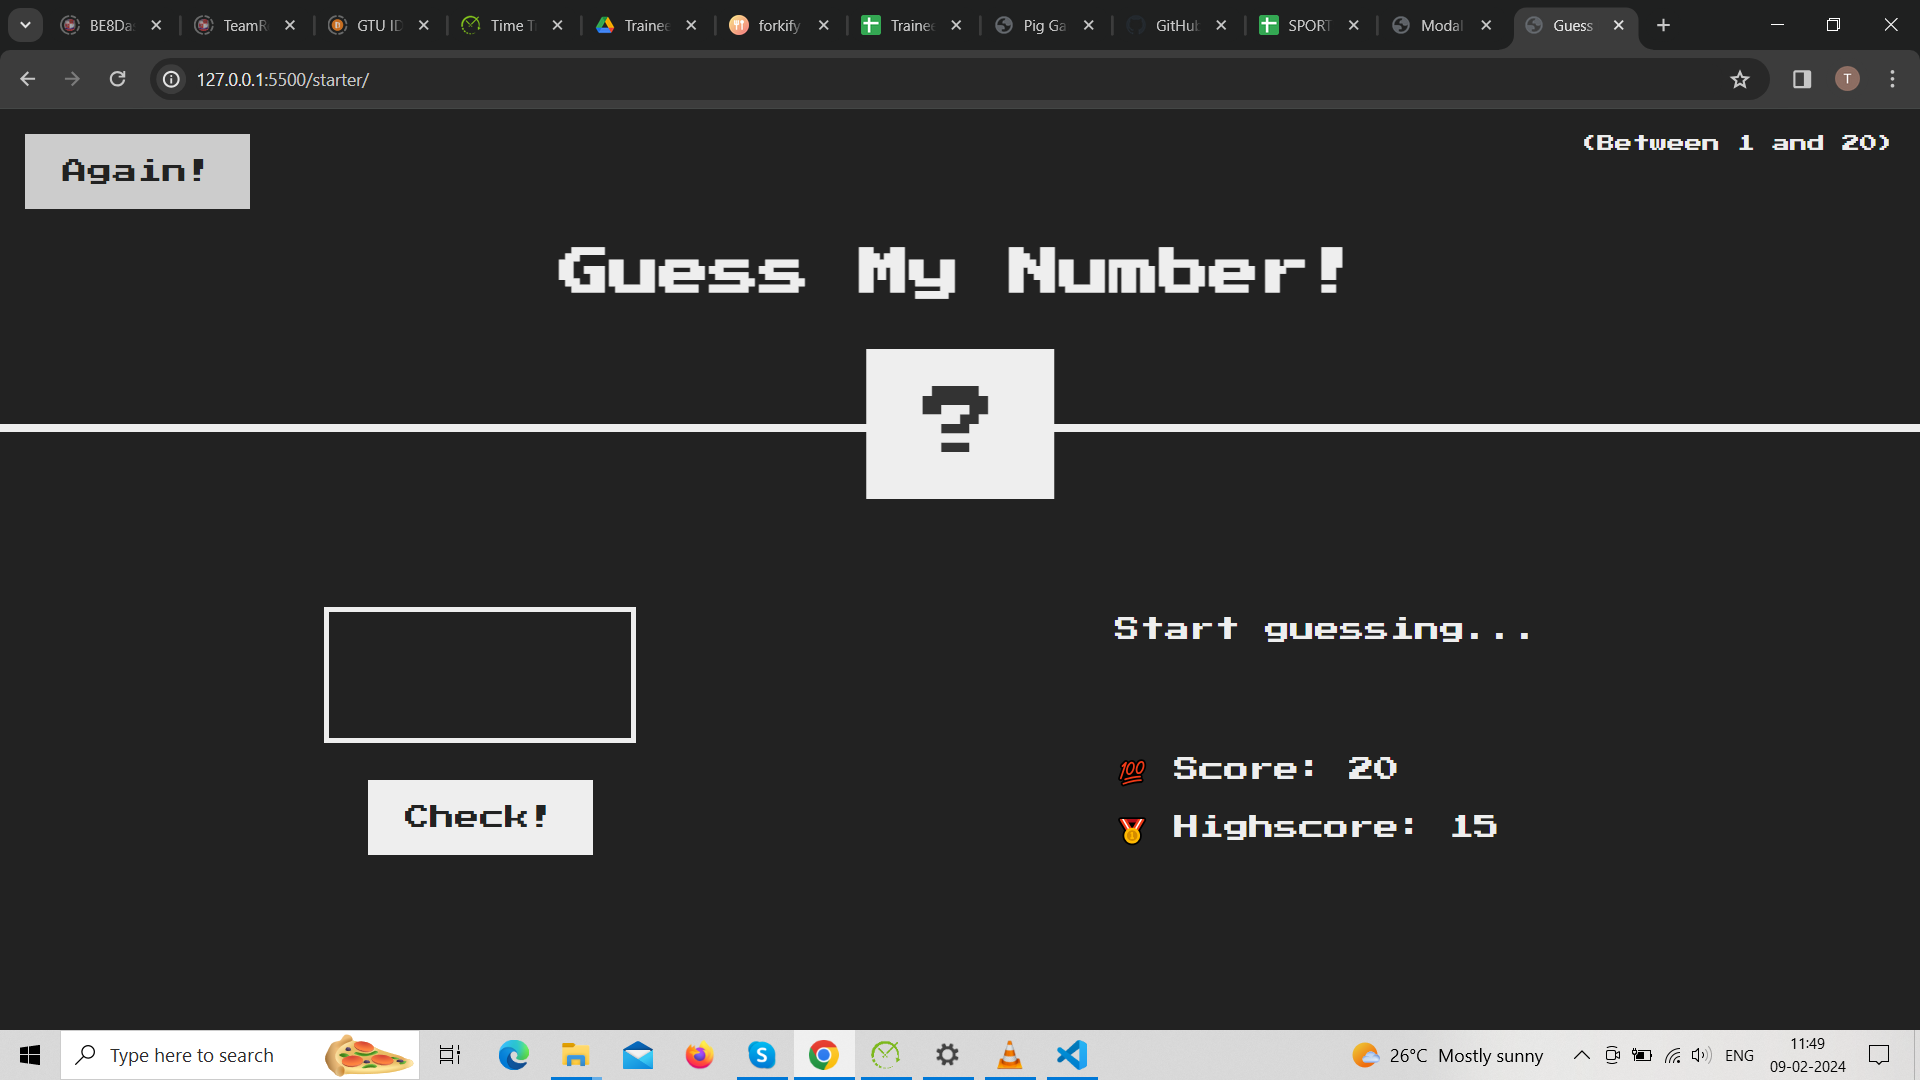 BE8Da
TeamR
GTU ID
Time T
Trainee
forkify
Trainee
Pig Ga
GitHub
SPORT
Modal
Guess
127.0.0.1:5500/starter/
T
Again!
(Between 1 and 20)
Guess My Number!
?
Start guessing...
💯 Score: 20
Check!
🥇 Highscore: 15
Type here to search
26°C Mostly sunny
ENG
11:49
09-02-2024